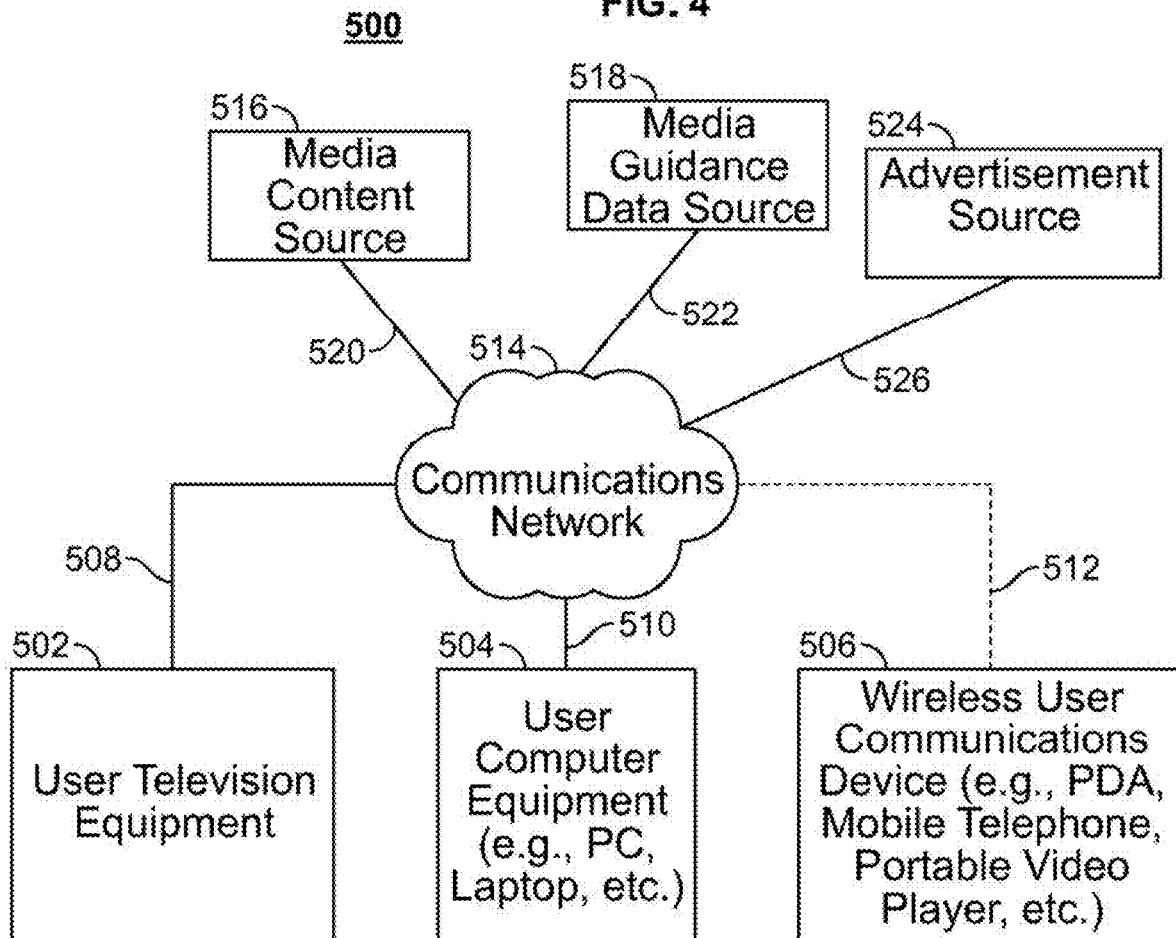 FIG. 4
500
516
Media
Content
Source
518
Media
Guidance
Data Source
524
Advertisement
Source
520
522
526
514
Communications
Network
508
510
512
502
User Television
Equipment
504
User
Computer
Equipment
(e.g., PC,
Laptop, etc.)
506
Wireless User
Communications
Device (e.g., PDA,
Mobile Telephone,
Portable Video
Player, etc.)